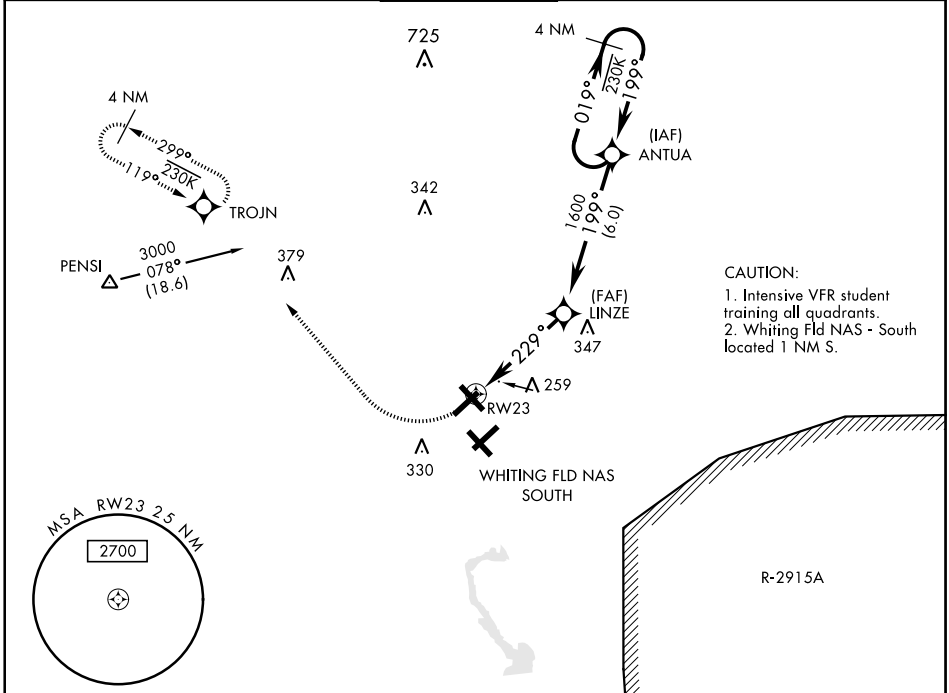 725
4 NM
230K
199°
019°
4 NM
(IAF)
ANTUA
299°
230K
119°
342
TROJN
1600
199°
(6.0)
PENSI
3000
078°
(18.6)
379
CAUTION:
1. Intensive VFR student
training all quadrants.
2. Whiting Fld NAS - South
located 1 NM S.
(FAF)
LINZE
229°
347
259
RW23
330
WHITING FLD NAS
SOUTH
MSA RW23 25 NM
2700
R-2915A